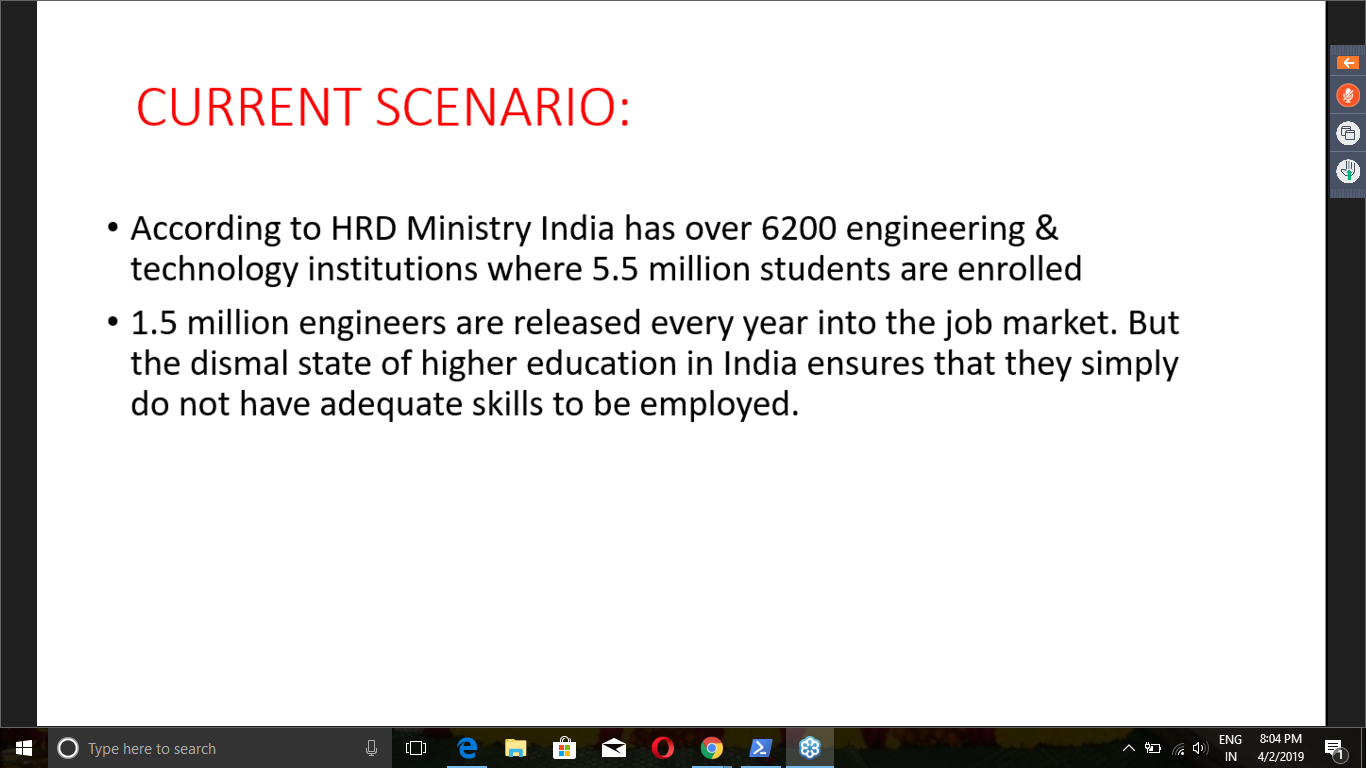 CURRENT SCENARIO:
• According to HRD Ministry India has over 6200 engineering &
technology institutions where 5.5 million students are enrolled
• 1.5 million engineers are released every year into the job market. But
the dismal state of higher education in India ensures that they simply
do not have adequate skills to be employed.
Type here to search
ENG
IN
8:04 PM
4/2/2019
1